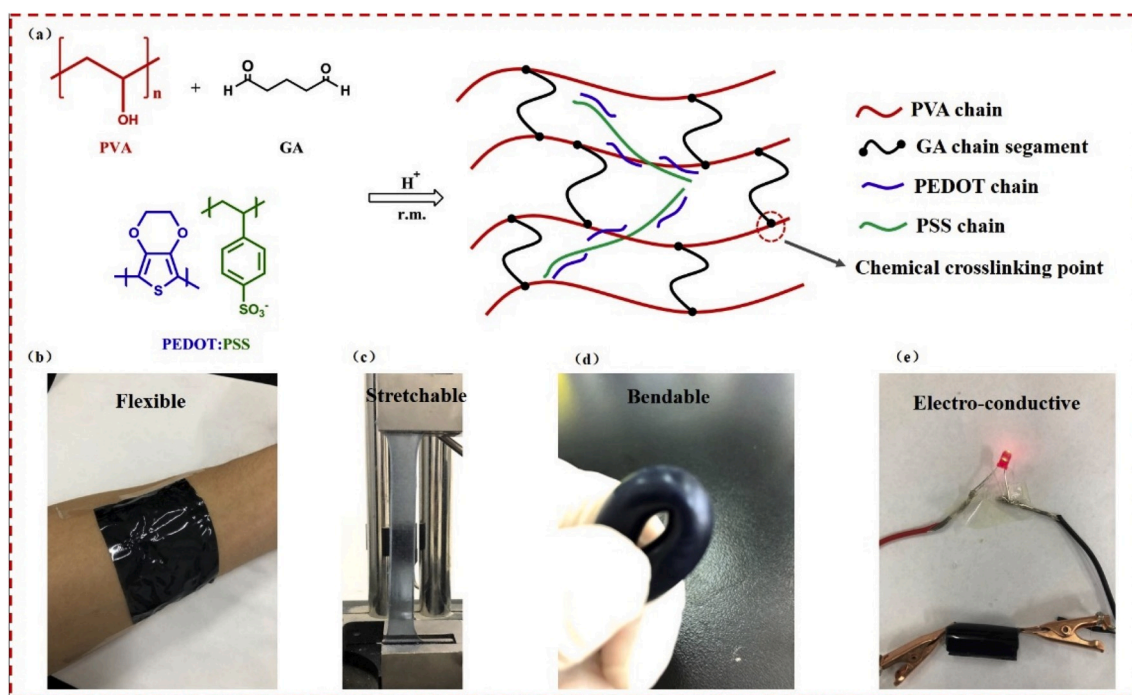 (a)
n
OH
PVA
+
O
H
O
H
GA
O
O
S
SO₃⁻
PEDOT:PSS
H⁺
r.m.
PVA chain
GA chain segament
PEDOT chain
PSS chain
Chemical crosslinking point
(b)
Flexible
(c)
Stretchable
(d)
Bendable
(e)
Electro-conductive